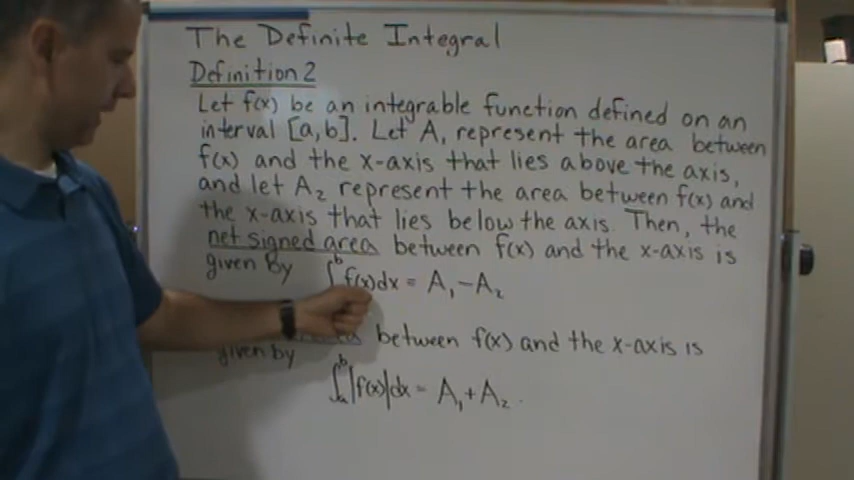 The Definite Integral
Definition 2
Let f(x) be an integrable function defined on an
interval [a,b]. Let A₁ represent the area between
f(x) and the x-axis that lies above the axis,
and let A₂ represent the area between f(x) and
the x-axis that lies below the axis. Then, the
net signed area between f(x) and the x-axis is
given by ∫ᵇ f(x)dx = A₁ - A₂
between f(x) and the x-axis is
given by
∫ₐᵇ |f(x)|dx = A₁ + A₂.